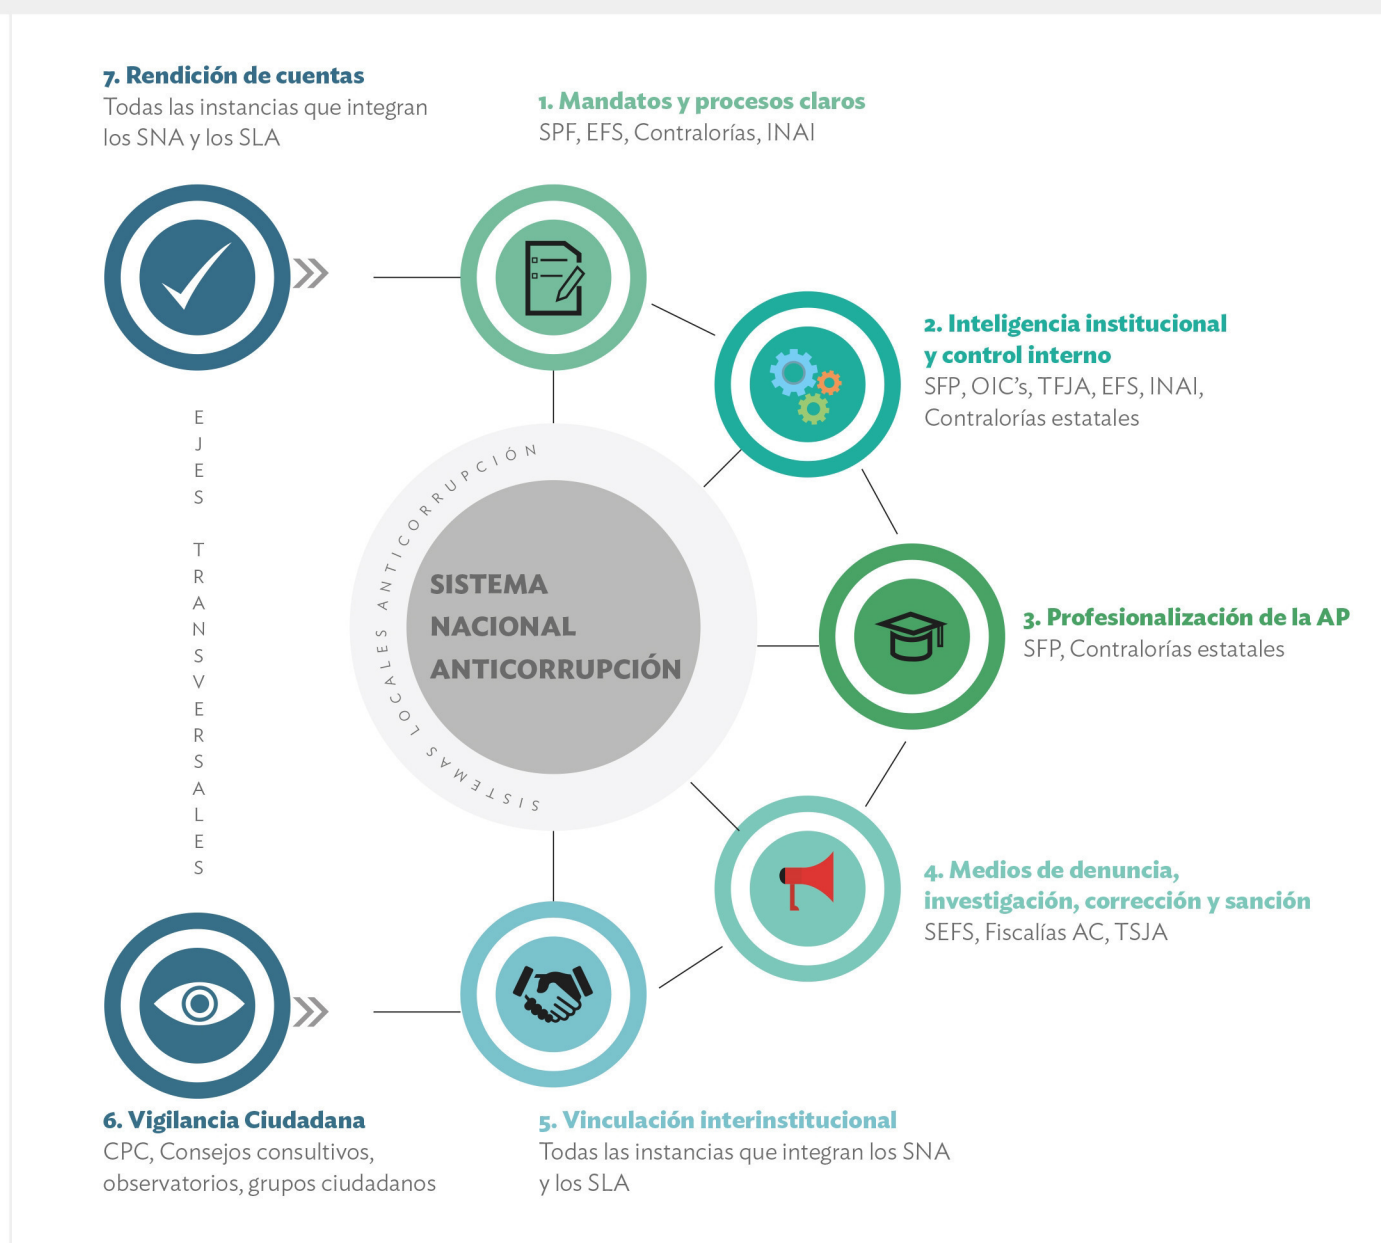 7. Rendición de cuentas
Todas las instancias que integran
los SNA y los SLA
1. Mandatos y procesos claros
SPF, EFS, Contralorías, INAI
2. Inteligencia institucional
y control interno
SFP, OIC's, TFJA, EFS, INAI,
Contralorías estatales
EJES TRANSVERSALES
SISTEMAS LOCALES ANTICORRUPCIÓN
SISTEMA
NACIONAL
ANTICORRUPCIÓN
3. Profesionalización de la AP
SFP, Contralorías estatales
4. Medios de denuncia,
investigación, corrección y sanción
SEFS, Fiscalías AC, TSJA
6. Vigilancia Ciudadana
CPC, Consejos consultivos,
observatorios, grupos ciudadanos
5. Vinculación interinstitucional
Todas las instancias que integran los SNA
y los SLA